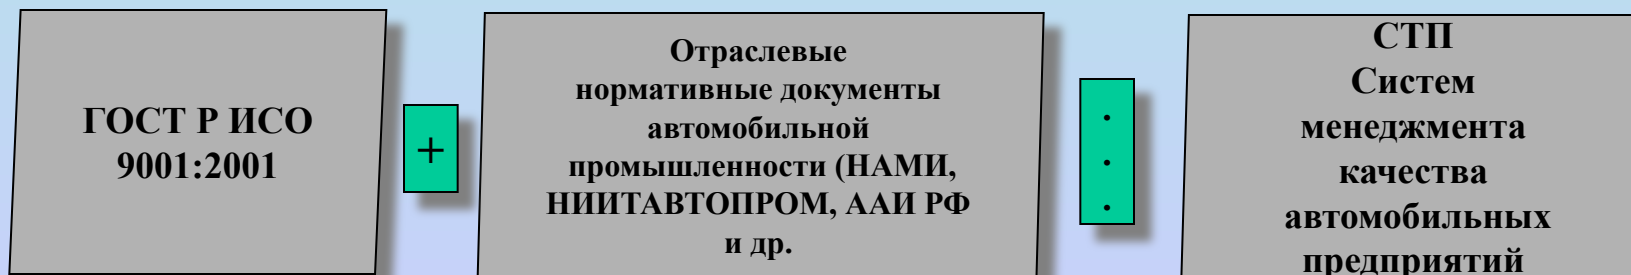 ГОСТ Р ИСО
9001:2001
+
Отраслевые
нормативные документы
автомобильной
промышленности (НАМИ,
НИИТАВТОПРОМ, ААИ РФ
и др.
.
.
.
СТП
Систем
менеджмента
качества
автомобильных
предприятий